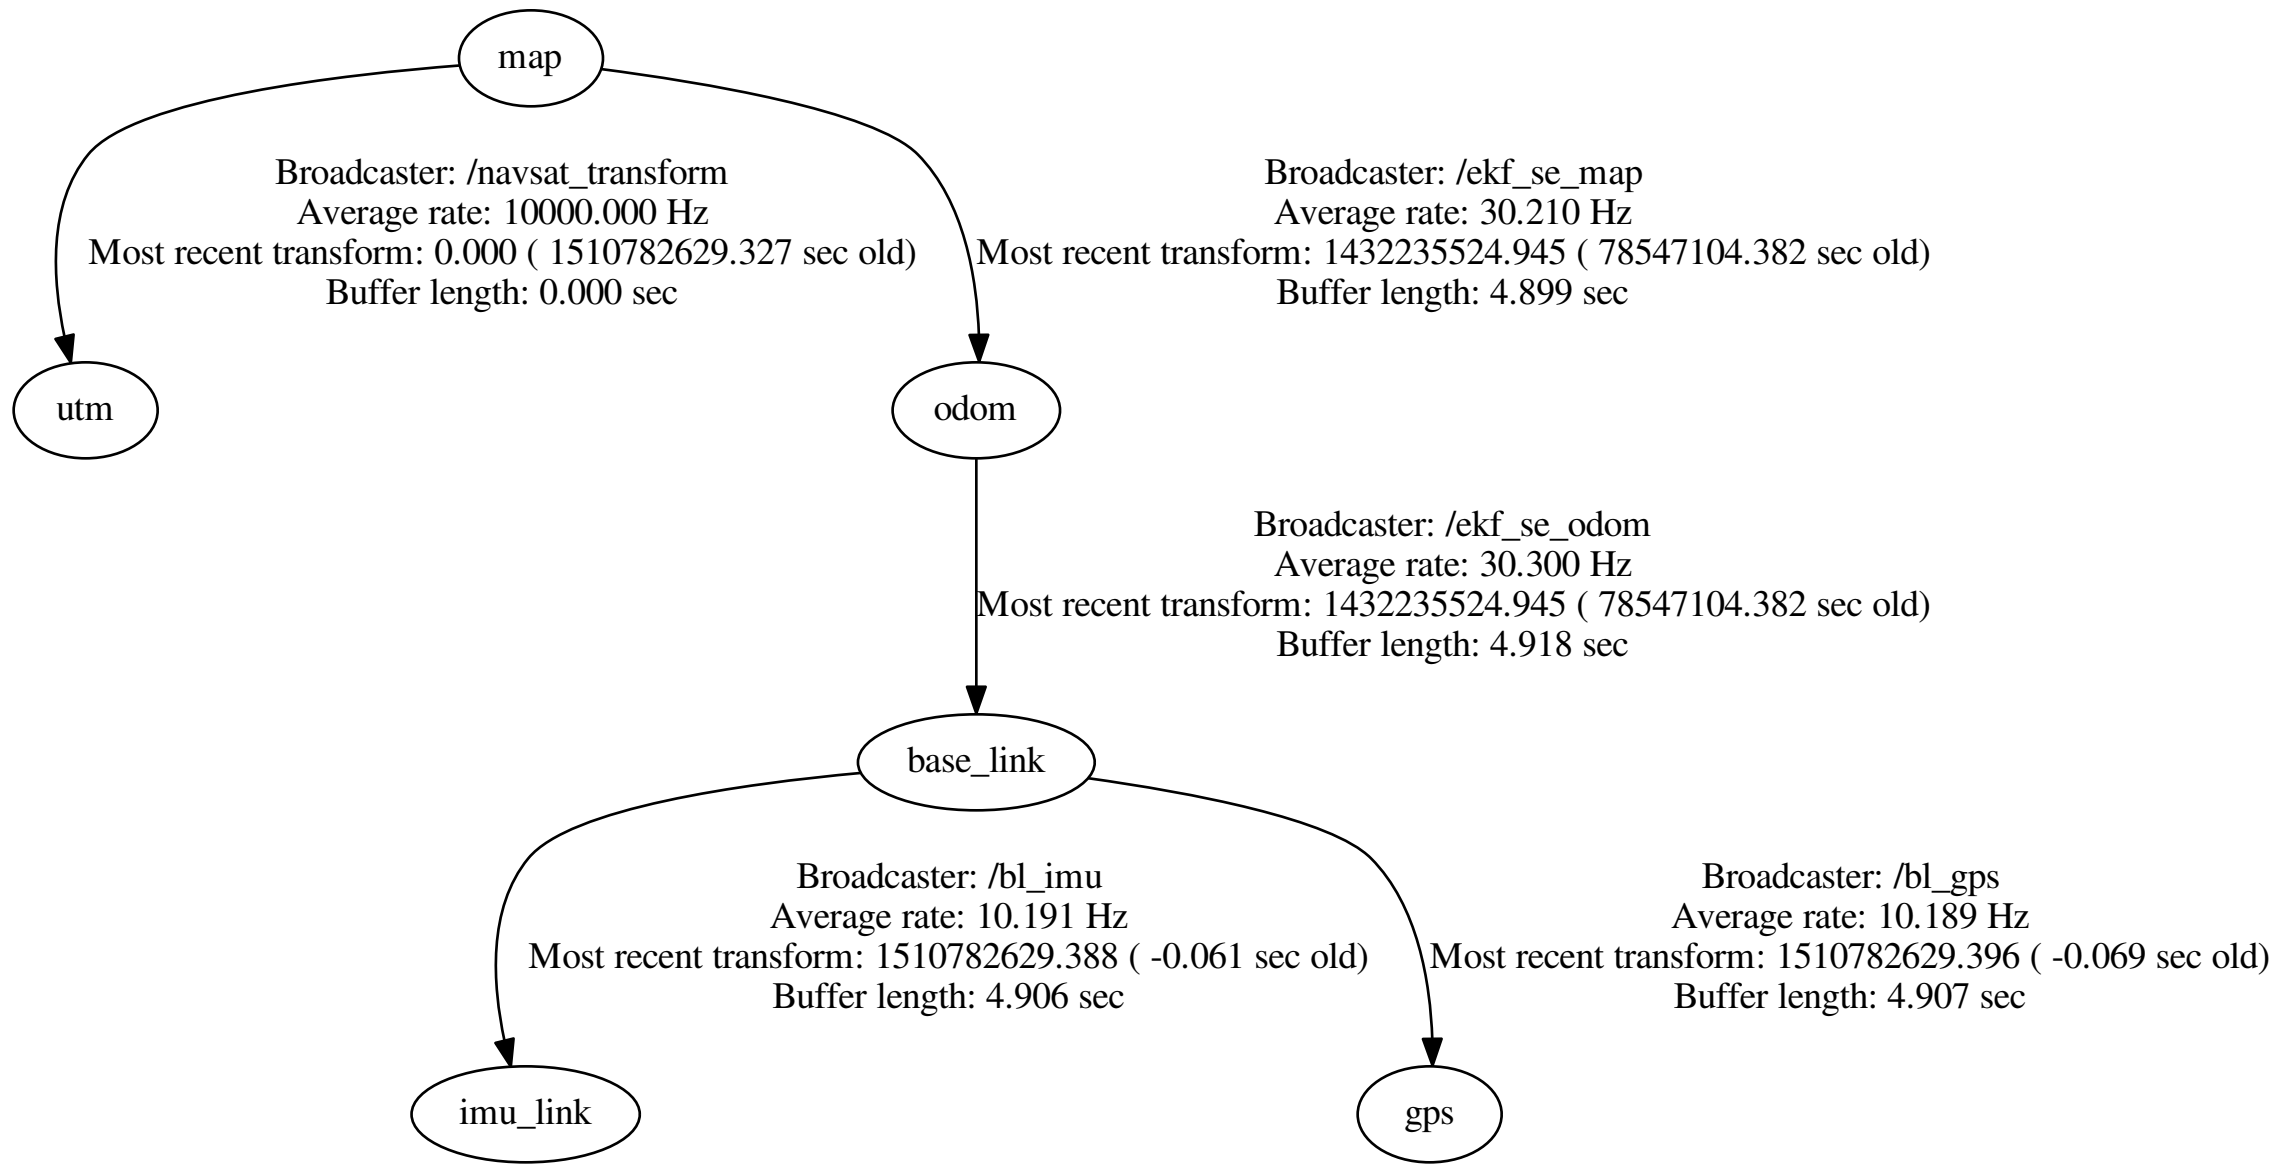 map
Broadcaster: /navsat_transform
Average rate: 10000.000 Hz
Most recent transform: 0.000 ( 1510782629.327 sec old)
Buffer length: 0.000 sec
Broadcaster: /ekf_se_map
Average rate: 30.210 Hz
Most recent transform: 1432235524.945 ( 78547104.382 sec old)
Buffer length: 4.899 sec
utm
odom
Broadcaster: /ekf_se_odom
Average rate: 30.300 Hz
Most recent transform: 1432235524.945 ( 78547104.382 sec old)
Buffer length: 4.918 sec
base_link
Broadcaster: /bl_imu
Average rate: 10.191 Hz
Most recent transform: 1510782629.388 ( -0.061 sec old)
Buffer length: 4.906 sec
Broadcaster: /bl_gps
Average rate: 10.189 Hz
Most recent transform: 1510782629.396 ( -0.069 sec old)
Buffer length: 4.907 sec
imu_link
gps